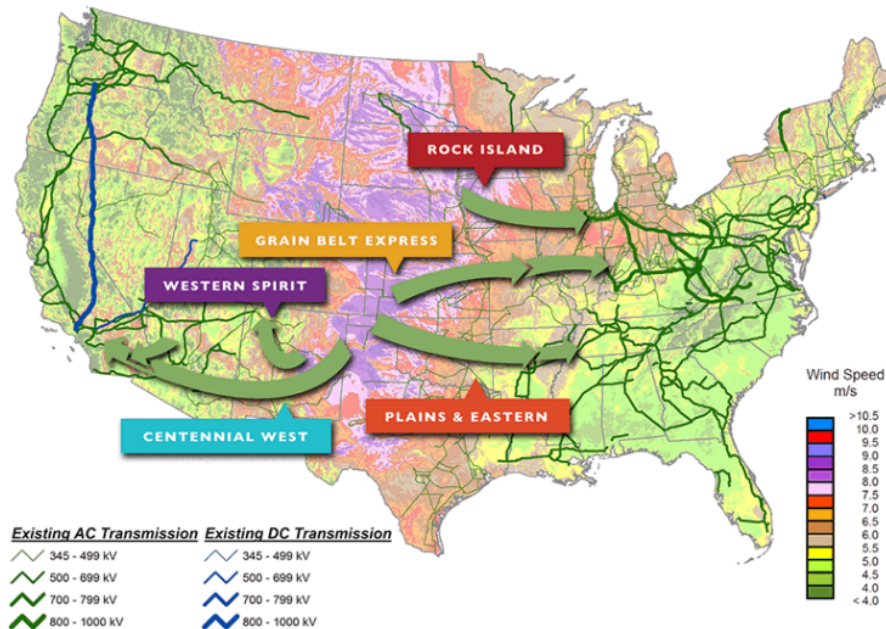 ROCK ISLAND
GRAIN BELT EXPRESS
WESTERN SPIRIT
CENTENNIAL WEST
PLAINS & EASTERN
Wind Speed
m/s
>10.5
10.0
9.5
9.0
8.5
8.0
7.5
7.0
6.5
6.0
5.5
5.0
4.5
4.0
< 4.0
Existing AC Transmission
345 - 499 kV
500 - 699 kV
700 - 799 kV
800 - 1000 kV
Existing DC Transmission
345 - 499 kV
500 - 699 kV
700 - 799 kV
800 - 1000 kV